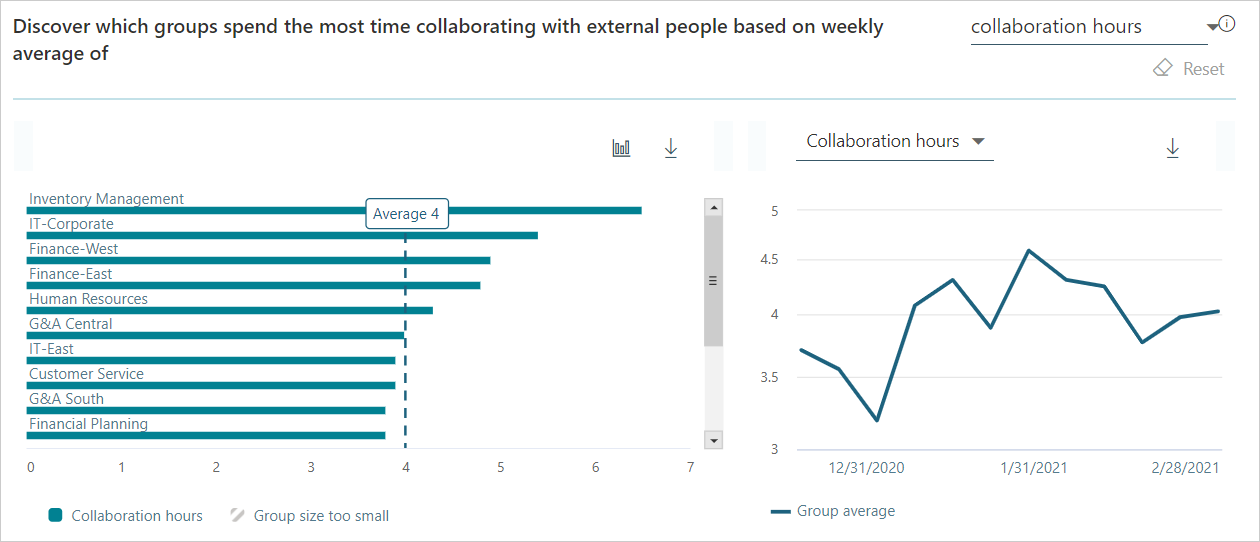 Discover which groups spend the most time collaborating with external people based on weekly
average of
collaboration hours
Reset
Collaboration hours
Inventory Management
Average 4
IT-Corporate
Finance-West
Finance-East
Human Resources
G&A Central
IT-East
Customer Service
G&A South
Financial Planning
0 1 2 3 4 5 6 7
Collaboration hours
Group size too small
5
4.5
4
3.5
3
12/31/2020 1/31/2021 2/28/2021
Group average